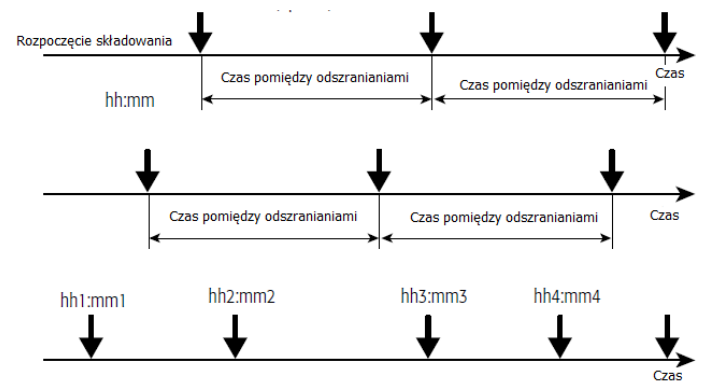 Rozpoczęcie składowania
Czas pomiędzy odszranianiami
Czas pomiędzy odszranianiami
Czas
hh:mm
Czas pomiędzy odszranianiami
Czas pomiędzy odszranianiami
Czas
hh1:mm1
hh2:mm2
hh3:mm3
hh4:mm4
Czas